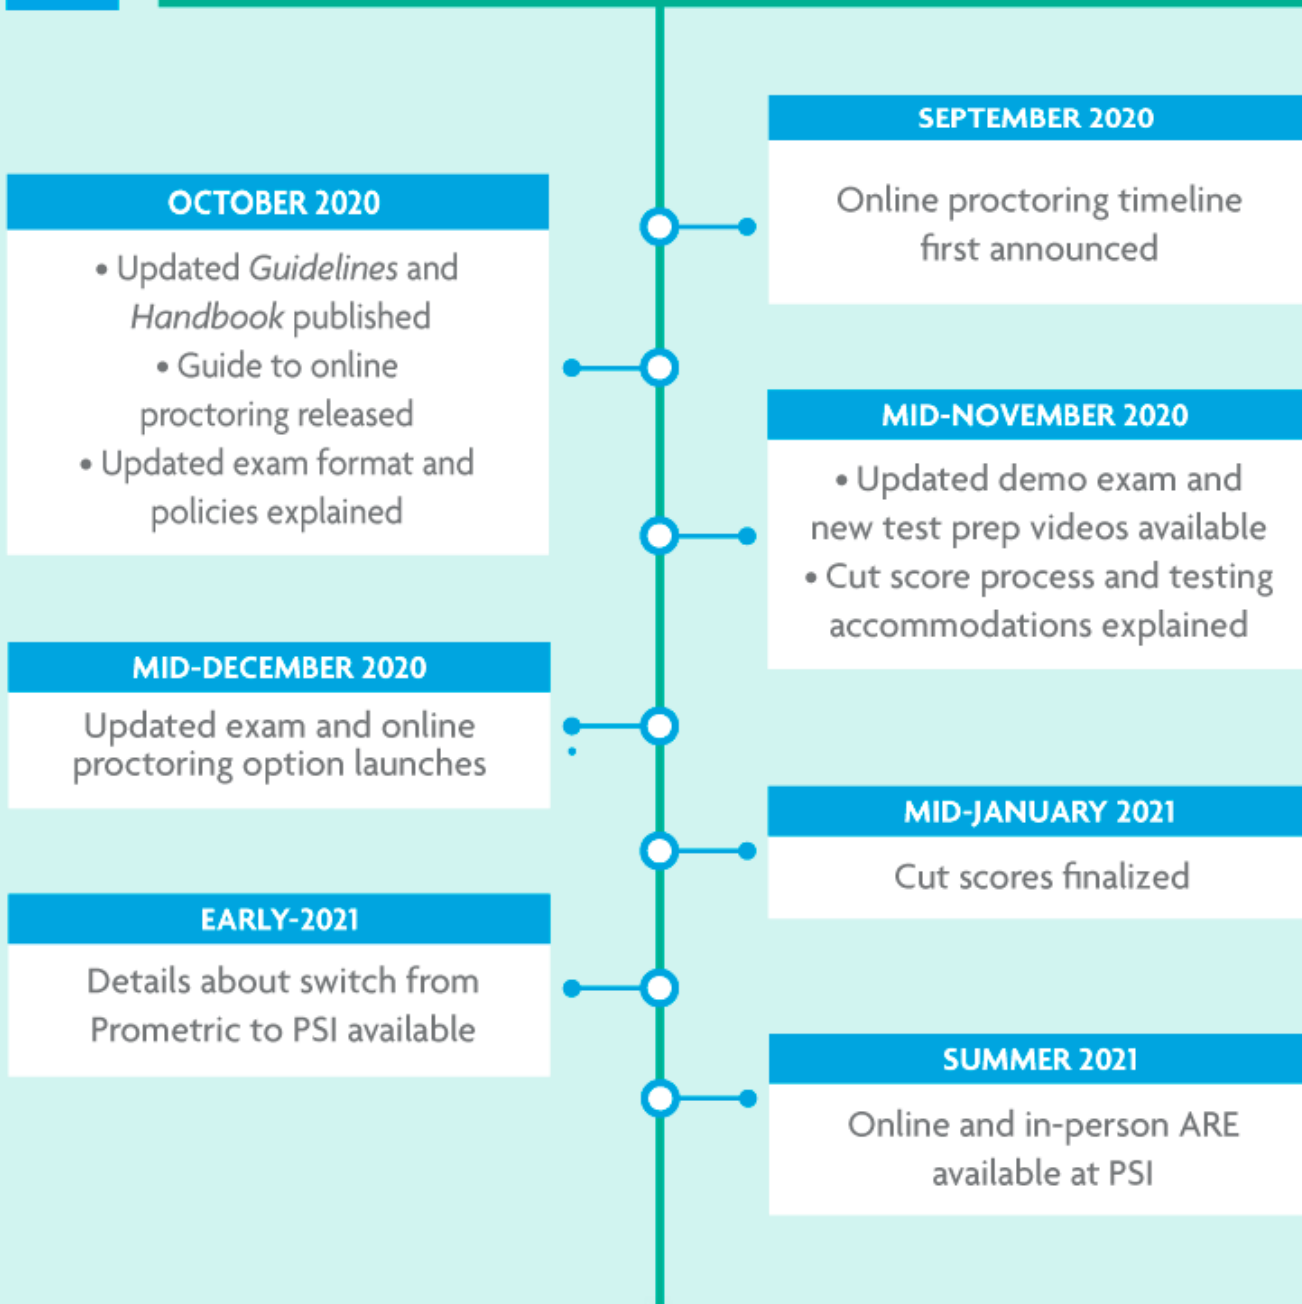 SEPTEMBER 2020
Online proctoring timeline
first announced
OCTOBER 2020
• Updated Guidelines and
Handbook published
• Guide to online
proctoring released
• Updated exam format and
policies explained
MID-NOVEMBER 2020
• Updated demo exam and
new test prep videos available
• Cut score process and testing
accommodations explained
MID-DECEMBER 2020
Updated exam and online
proctoring option launches
MID-JANUARY 2021
Cut scores finalized
EARLY-2021
Details about switch from
Prometric to PSI available
SUMMER 2021
Online and in-person ARE
available at PSI